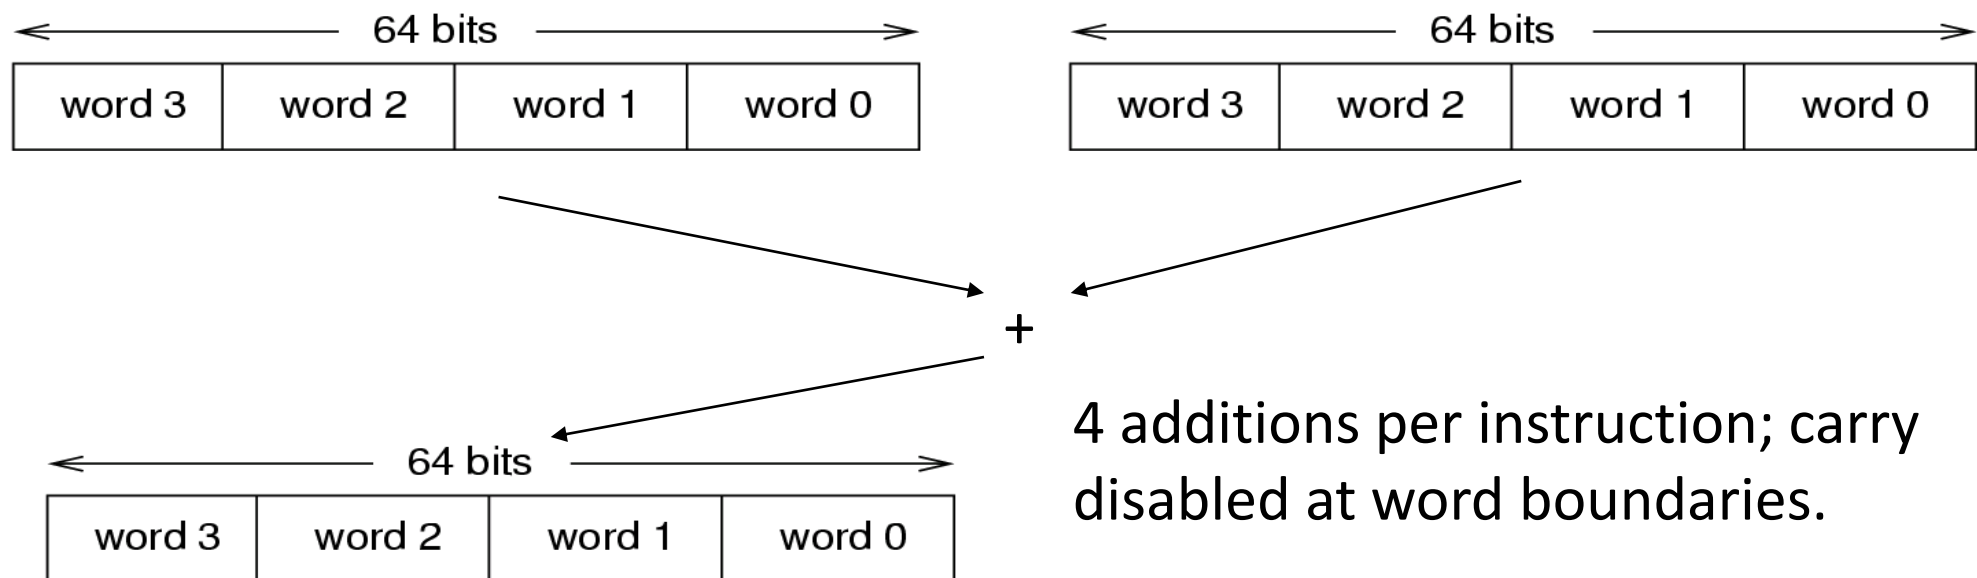 64 bits
word 3 word 2 word 1 word 0
64 bits
word 3 word 2 word 1 word 0
+
4 additions per instruction; carry
disabled at word boundaries.
64 bits
word 3 word 2 word 1 word 0